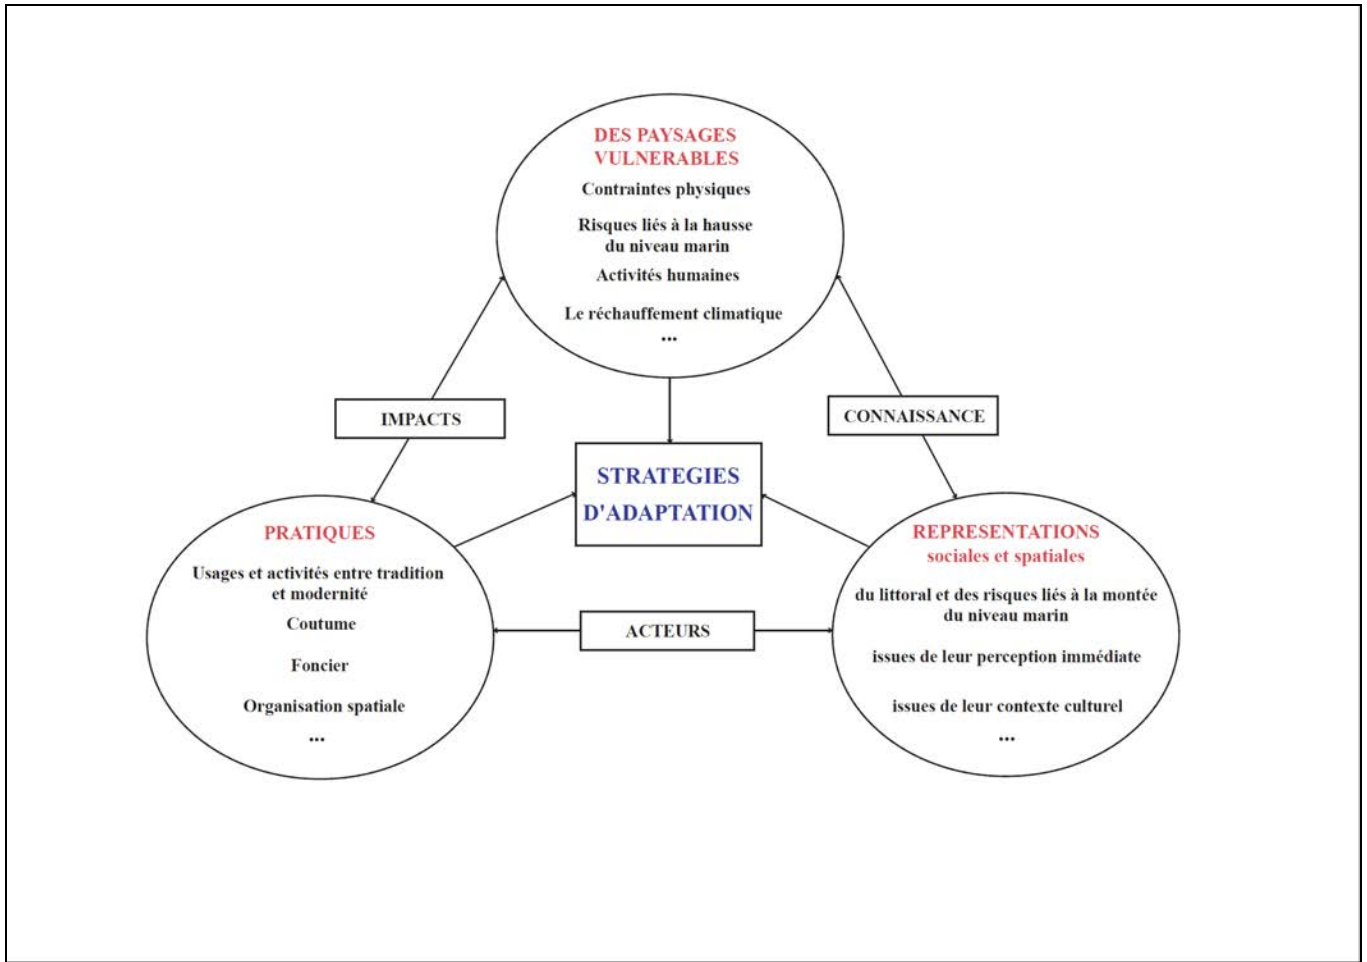 DES PAYSAGES
VULNERABLES
Contraintes physiques
Risques liés à la hausse
du niveau marin
Activités humaines
Le réchauffement climatique
...
IMPACTS
CONNAISSANCE
STRATEGIES
D'ADAPTATION
PRATIQUES
Usages et activités entre tradition
et modernité
Coutume
Foncier
Organisation spatiale
...
ACTEURS
REPRESENTATIONS
sociales et spatiales
du littoral et des risques liés à la montée
du niveau marin
issues de leur perception immédiate
issues de leur contexte culturel
...